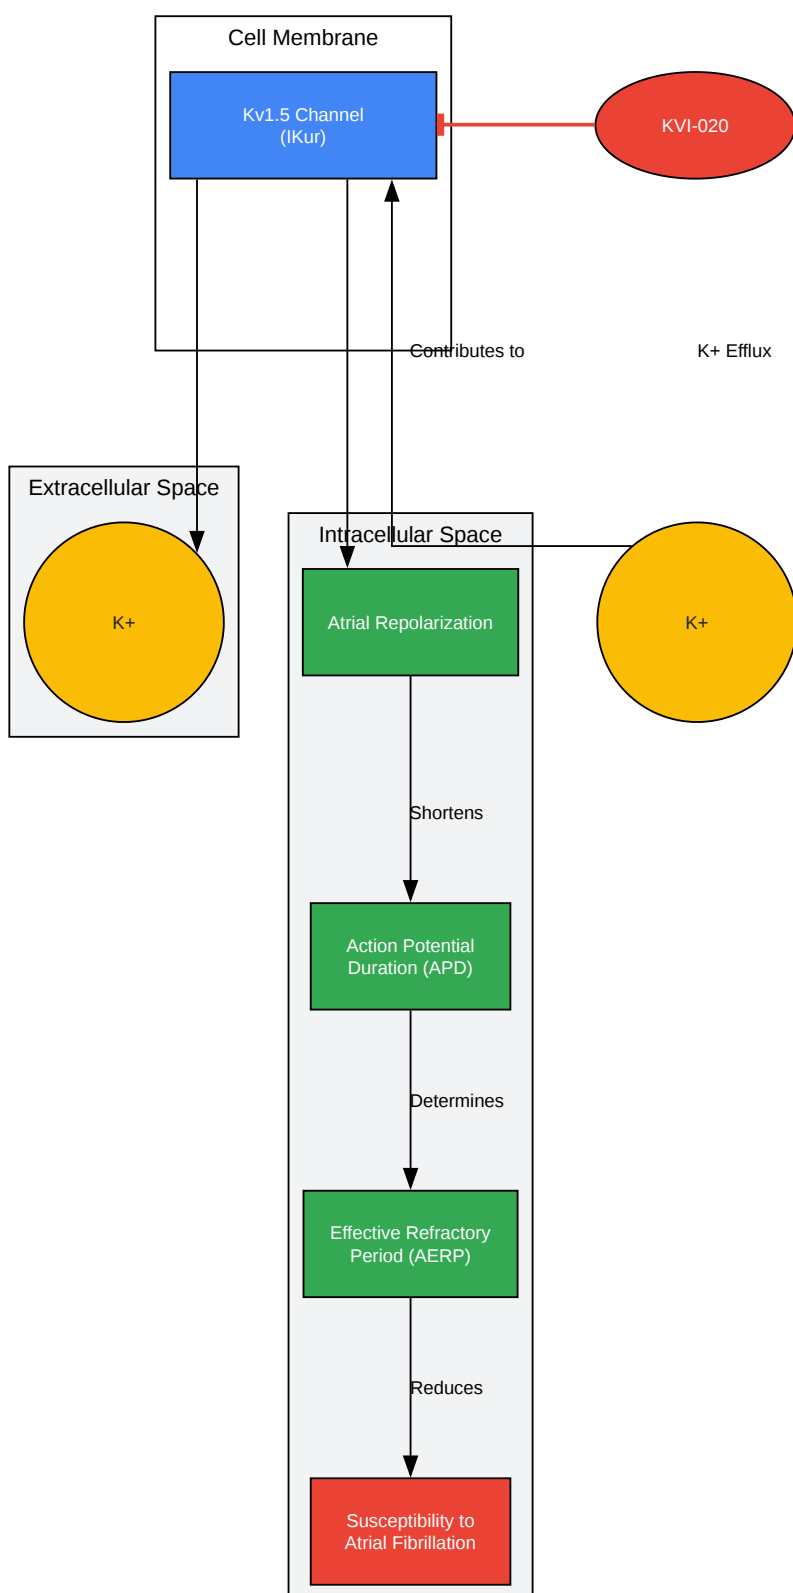 Cell Membrane
Kv1.5 Channel
(IKur)
KVI-020
Contributes to
K+ Efflux
Extracellular Space
Intracellular Space
K+
Atrial Repolarization
K+
Shortens
Action Potential
Duration (APD)
Determines
Effective Refractory
Period (AERP)
Reduces
Susceptibility to
Atrial Fibrillation